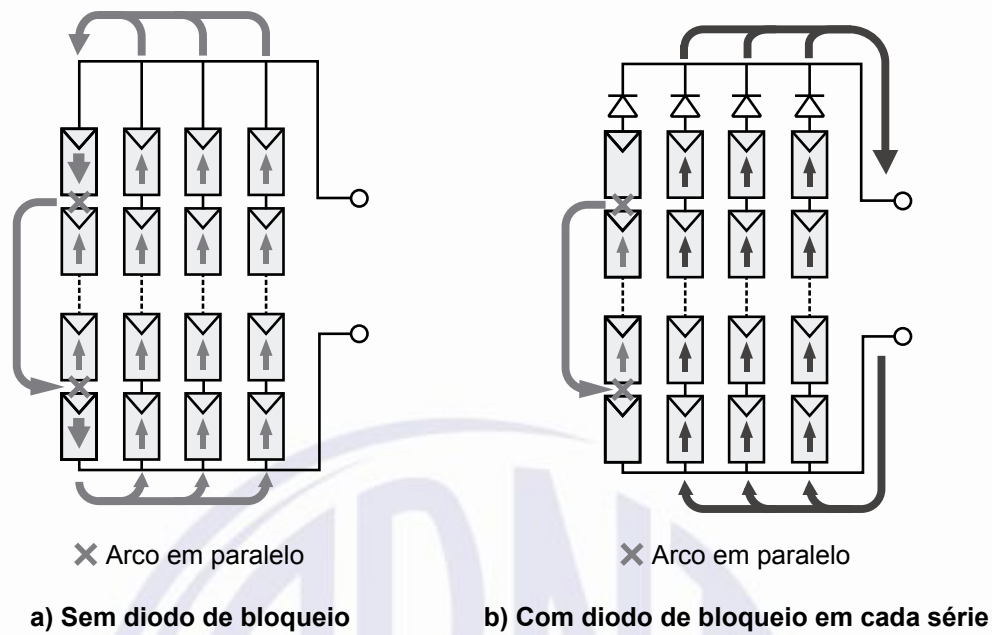 Arco em paralelo
Arco em paralelo
a) Sem diodo de bloqueio
b) Com diodo de bloqueio em cada série